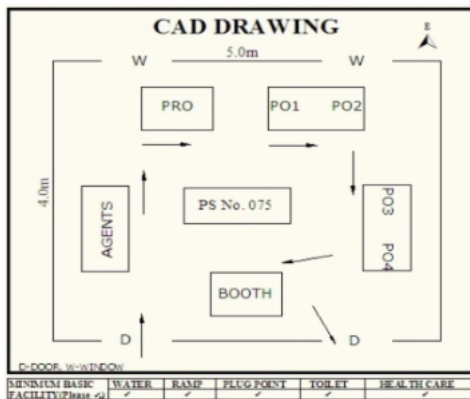 CAD DRAWING
E
5.0m
W W
PRO
PO1 PO2
4.0m
AGENTS
PS No. 075
PO3
PO4
BOOTH
D D
D-DOOR, W-WINDOW
MINIMUM BASIC FACILITY(Please ✓) WATER RAMP PLUG POINT TOILET HEALTH CARE
✓ ✓ ✓ ✓ ✓